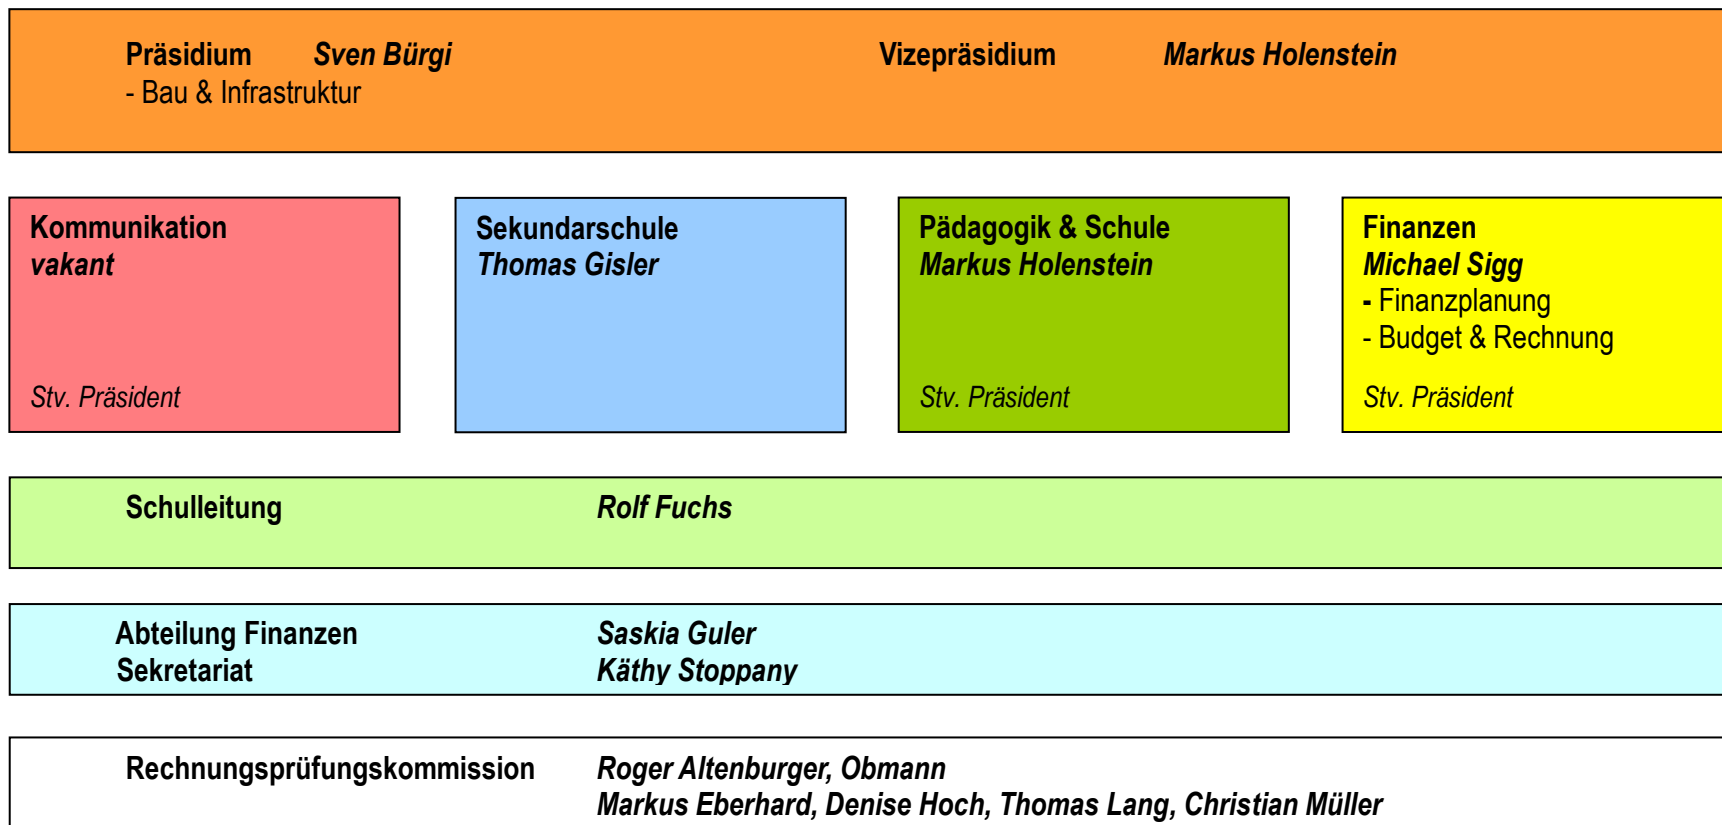 Präsidium Sven Bürgi Vizepräsidium Markus Holenstein
- Bau & Infrastruktur
Kommunikation
vakant
Stv. Präsident
Sekundarschule
Thomas Gisler
Pädagogik & Schule
Markus Holenstein
Stv. Präsident
Finanzen
Michael Sigg
- Finanzplanung
- Budget & Rechnung
Stv. Präsident
Schulleitung Rolf Fuchs
Abteilung Finanzen Saskia Guler
Sekretariat Käthy Stoppany
Rechnungsprüfungskommission Roger Altenburger, Obmann
Markus Eberhard, Denise Hoch, Thomas Lang, Christian Müller